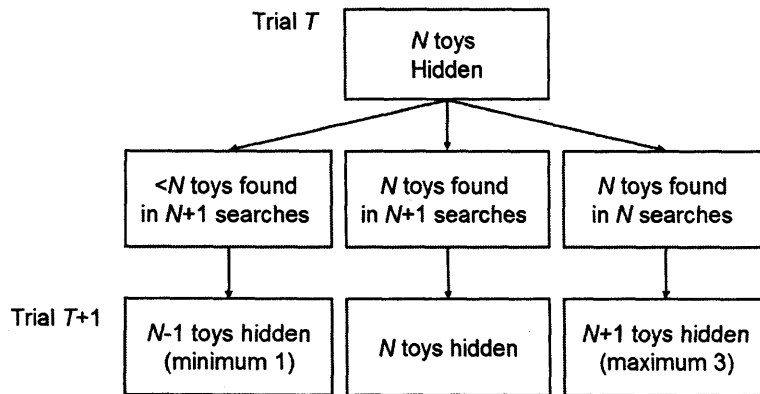 Trial T
N toys
Hidden
<N toys found
in N+1 searches
N toys found
in N+1 searches
N toys found
in N searches
Trial T+1
N-1 toys hidden
(minimum 1)
N toys hidden
N+1 toys hidden
(maximum 3)